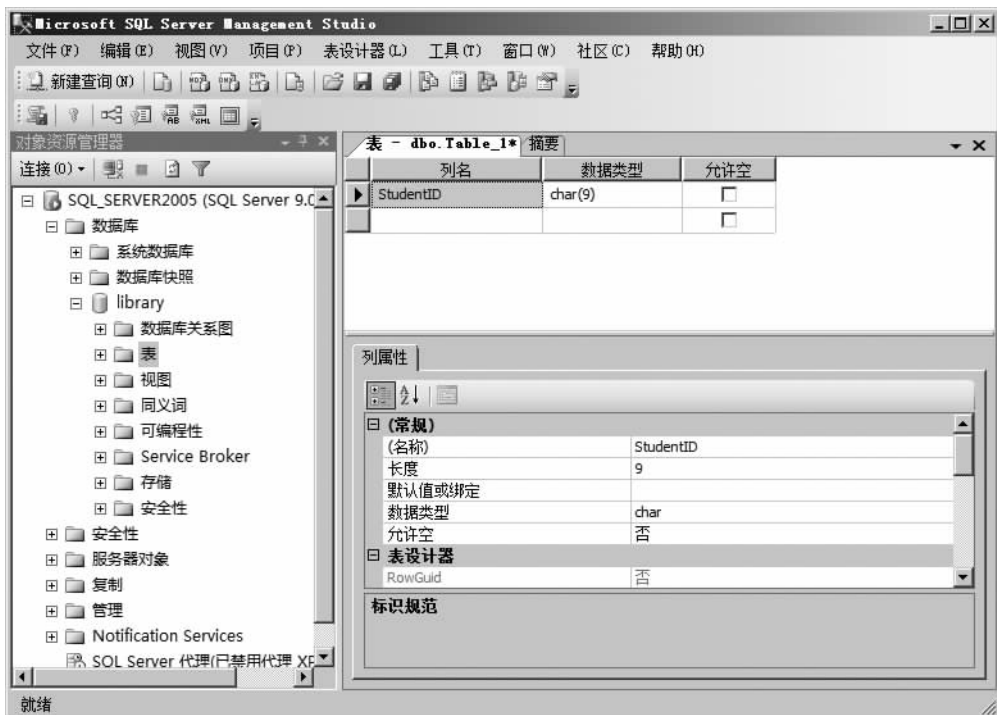 Microsoft SQL Server Management Studio
文件(F) 编辑(E) 视图(V) 项目(P) 表设计器(L) 工具(T) 窗口(W) 社区(C) 帮助(H)
新建查询(N)
对象资源管理器
连接(O)
SQL_SERVER2005 (SQL Server 9.0
数据库
系统数据库
数据库快照
library
数据库关系图
表
视图
同义词
可编程性
Service Broker
存储
安全性
安全性
服务器对象
复制
管理
Notification Services
SQL Server 代理(已禁用代理 XP
表 - dbo.Table_1* 摘要
列名 数据类型 允许空
StudentID char(9)
列属性
(常规)
(名称) StudentID
长度 9
默认值或绑定
数据类型 char
允许空 否
表设计器
RowGuid 否
标识规范
就绪